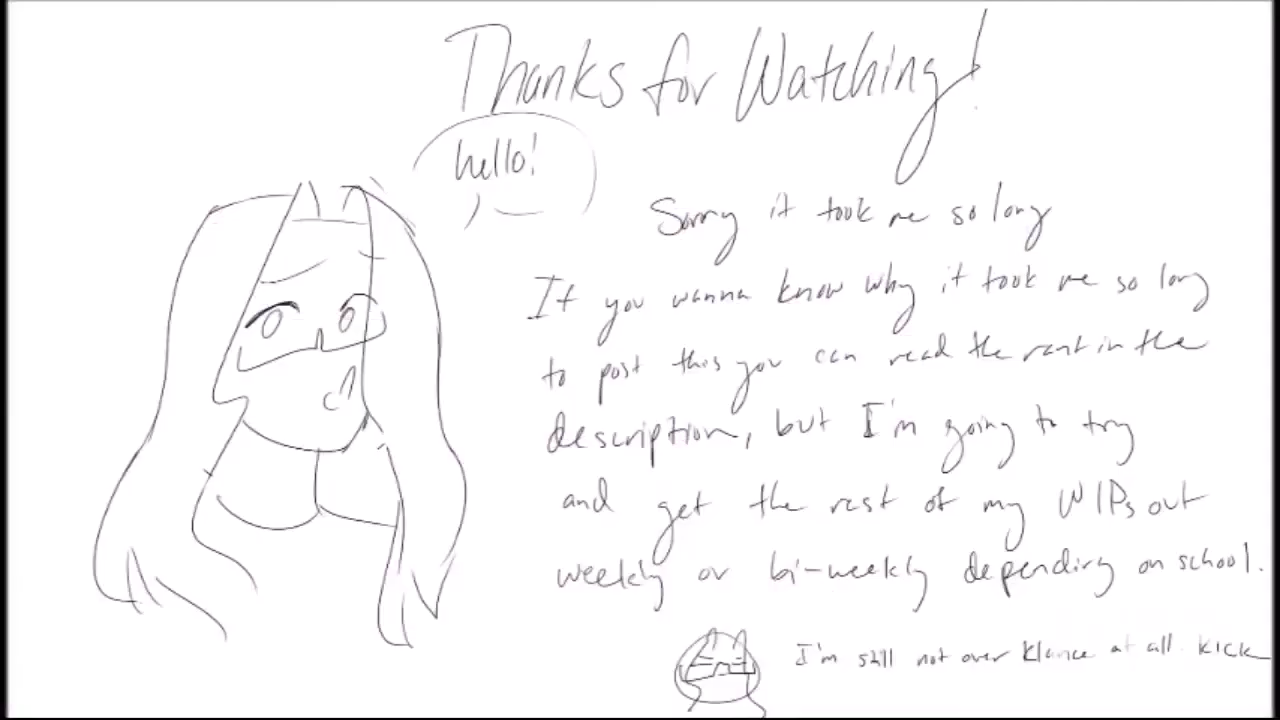 Thanks for Watching!
hello!
Sorry it took me so long
If you wanna know why it took me so long
to post this you can read the rant in the
description, but I'm going to try
and get the rest of my WIPs out
weekly or bi-weekly depending on school.
I'm still not over Klance at all. KICK